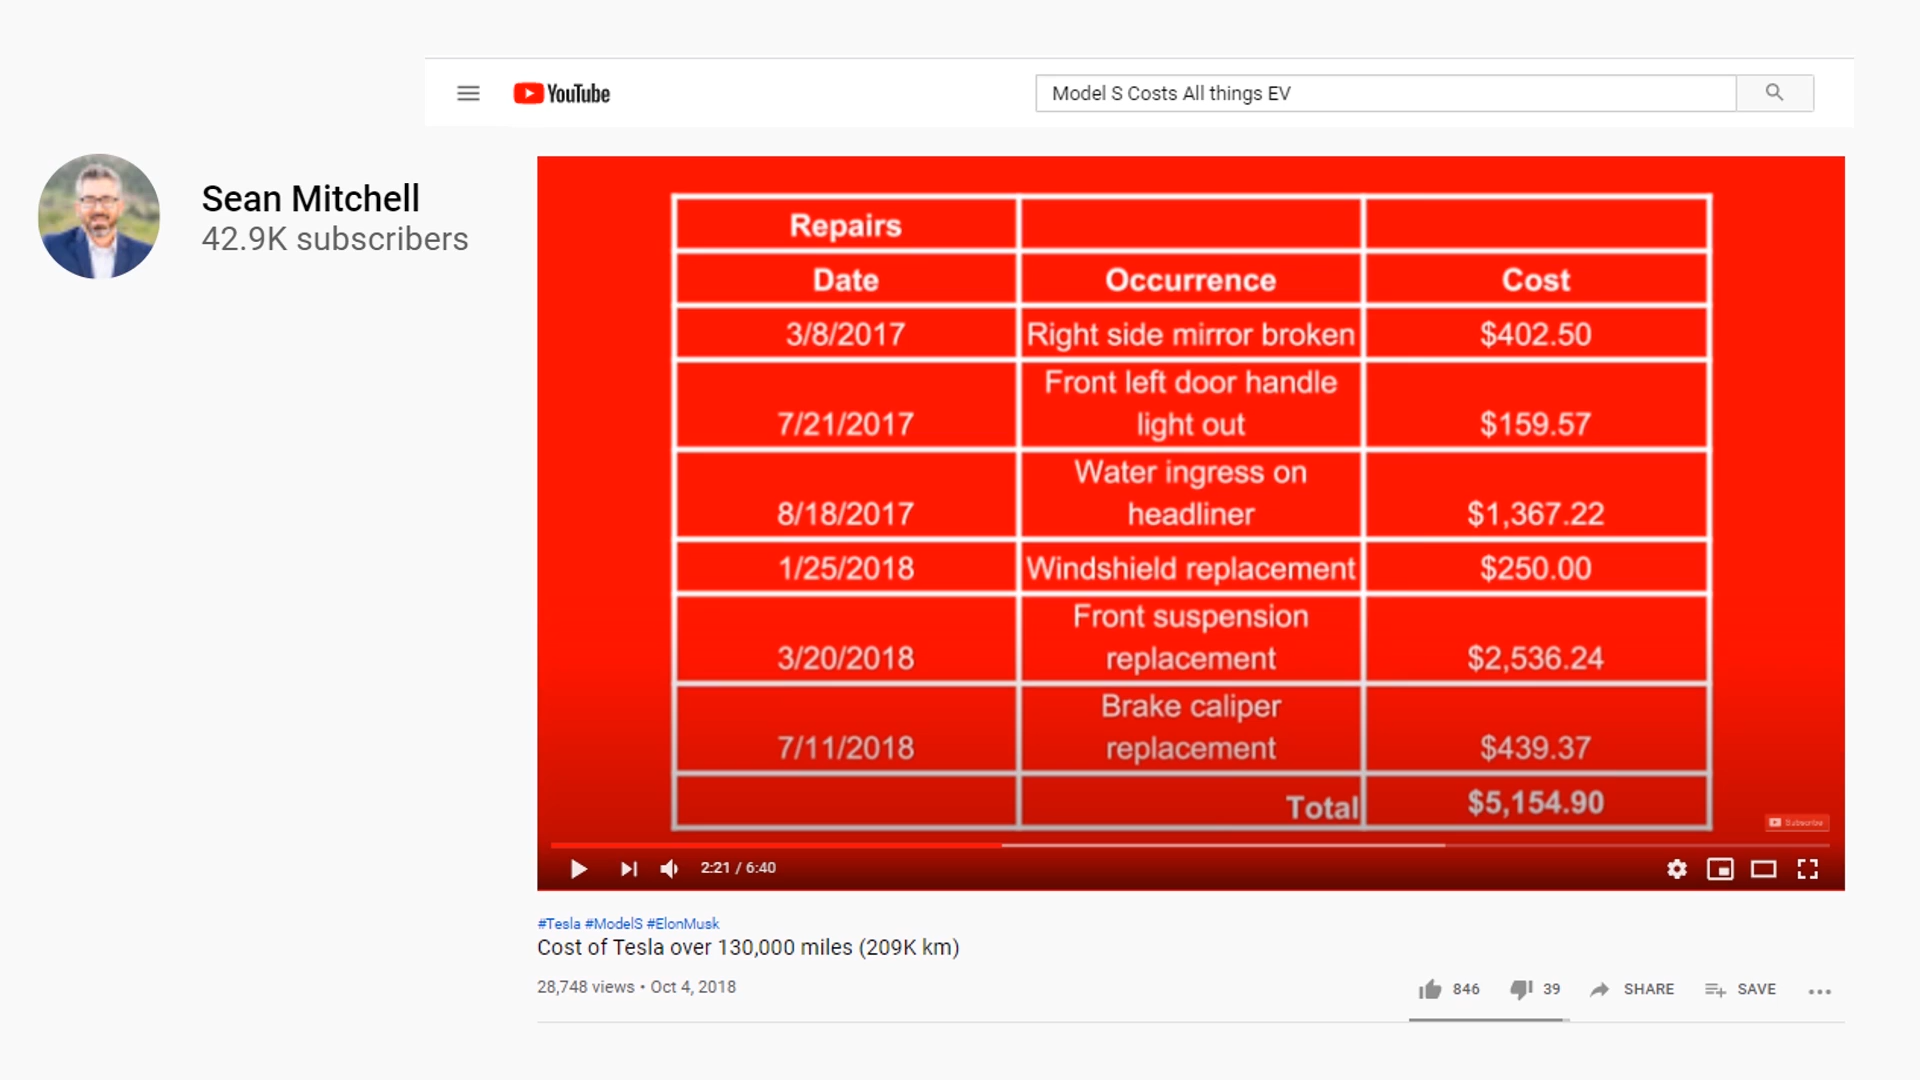 YouTube
Model S Costs All things EV
Sean Mitchell
42.9K subscribers
Repairs
Date Occurrence Cost
3/8/2017 Right side mirror broken $402.50
Front left door handle
7/21/2017 light out $159.57
Water ingress on
8/18/2017 headliner $1,367.22
1/25/2018 Windshield replacement $250.00
Front suspension
3/20/2018 replacement $2,536.24
Brake caliper
7/11/2018 replacement $439.37
Total $5,154.90
Subscribe
2:21 / 6:40
#Tesla #ModelS #ElonMusk
Cost of Tesla over 130,000 miles (209K km)
28,748 views • Oct 4, 2018
846 39 SHARE SAVE